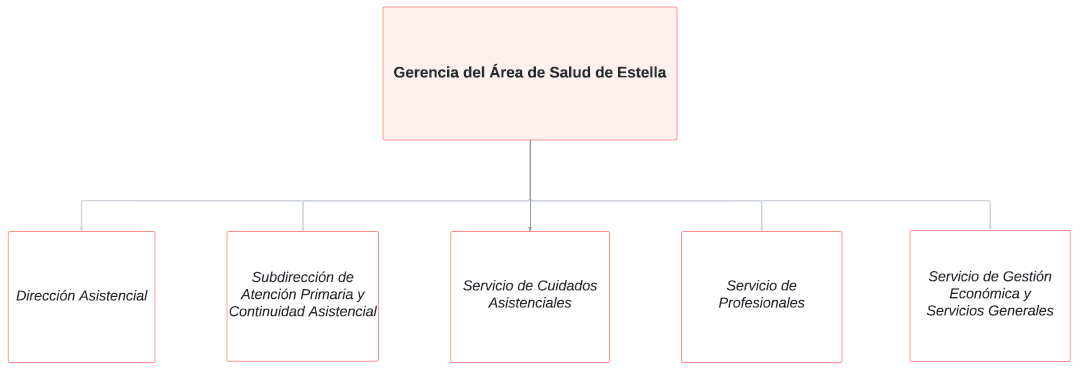 Gerencia del Área de Salud de Estella
Dirección Asistencial
Subdirección de
Atención Primaria y
Continuidad Asistencial
Servicio de Cuidados
Asistenciales
Servicio de
Profesionales
Servicio de Gestión
Económica y
Servicios Generales